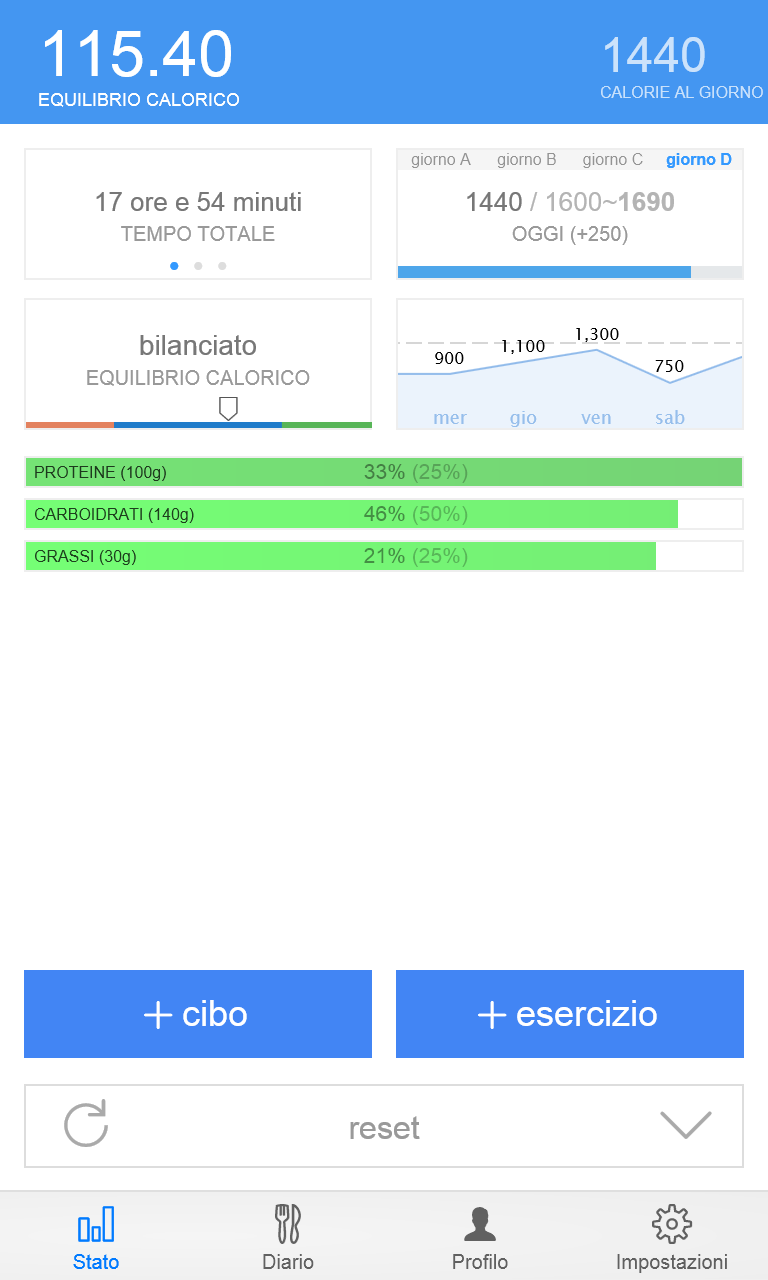 115.40
EQUILIBRIO CALORICO
1440
CALORIE AL GIORNO
17 ore e 54 minuti
TEMPO TOTALE
giorno A giorno B giorno C giorno D
1440 / 1600~1690
OGGI (+250)
bilanciato
EQUILIBRIO CALORICO
900 1,100 1,300 750
mer gio ven sab
PROTEINE (100g) 33% (25%)
CARBOIDRATI (140g) 46% (50%)
GRASSI (30g) 21% (25%)
+ cibo
+ esercizio
reset
Stato Diario Profilo Impostazioni